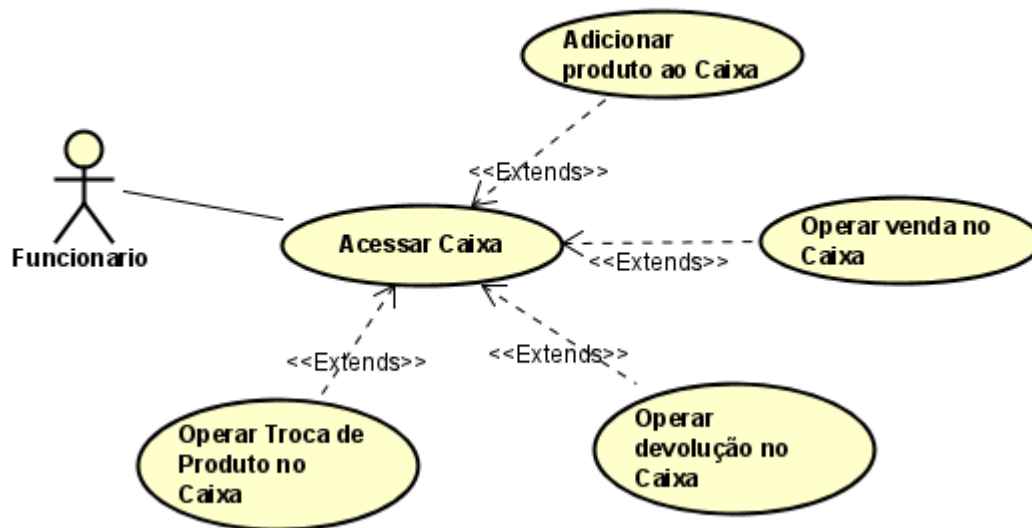 Adicionar
produto ao Caixa
<<Extends>>
Funcionario
Acessar Caixa
Operar venda no
Caixa
<<Extends>>
<<Extends>>
<<Extends>>
Operar Troca de
Produto no
Caixa
Operar
devolução no
Caixa